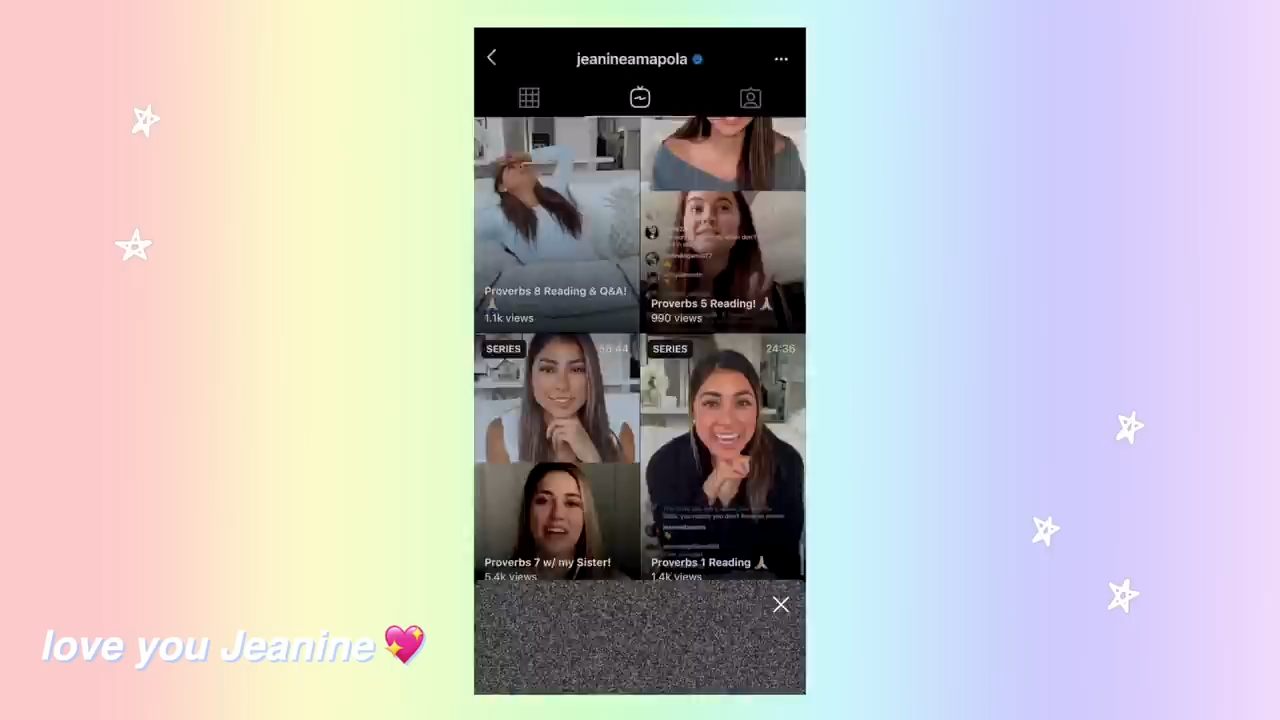 jeanineamapola
Proverbs 8 Reading & Q&A!
🙏
1.1k views
Proverbs 5 Reading! 🙏
990 views
SERIES
SERIES
24:36
Proverbs 7 w/ my Sister!
5.4k views
Proverbs 1 Reading 🙏
1.4k views
love you Jeanine 💖